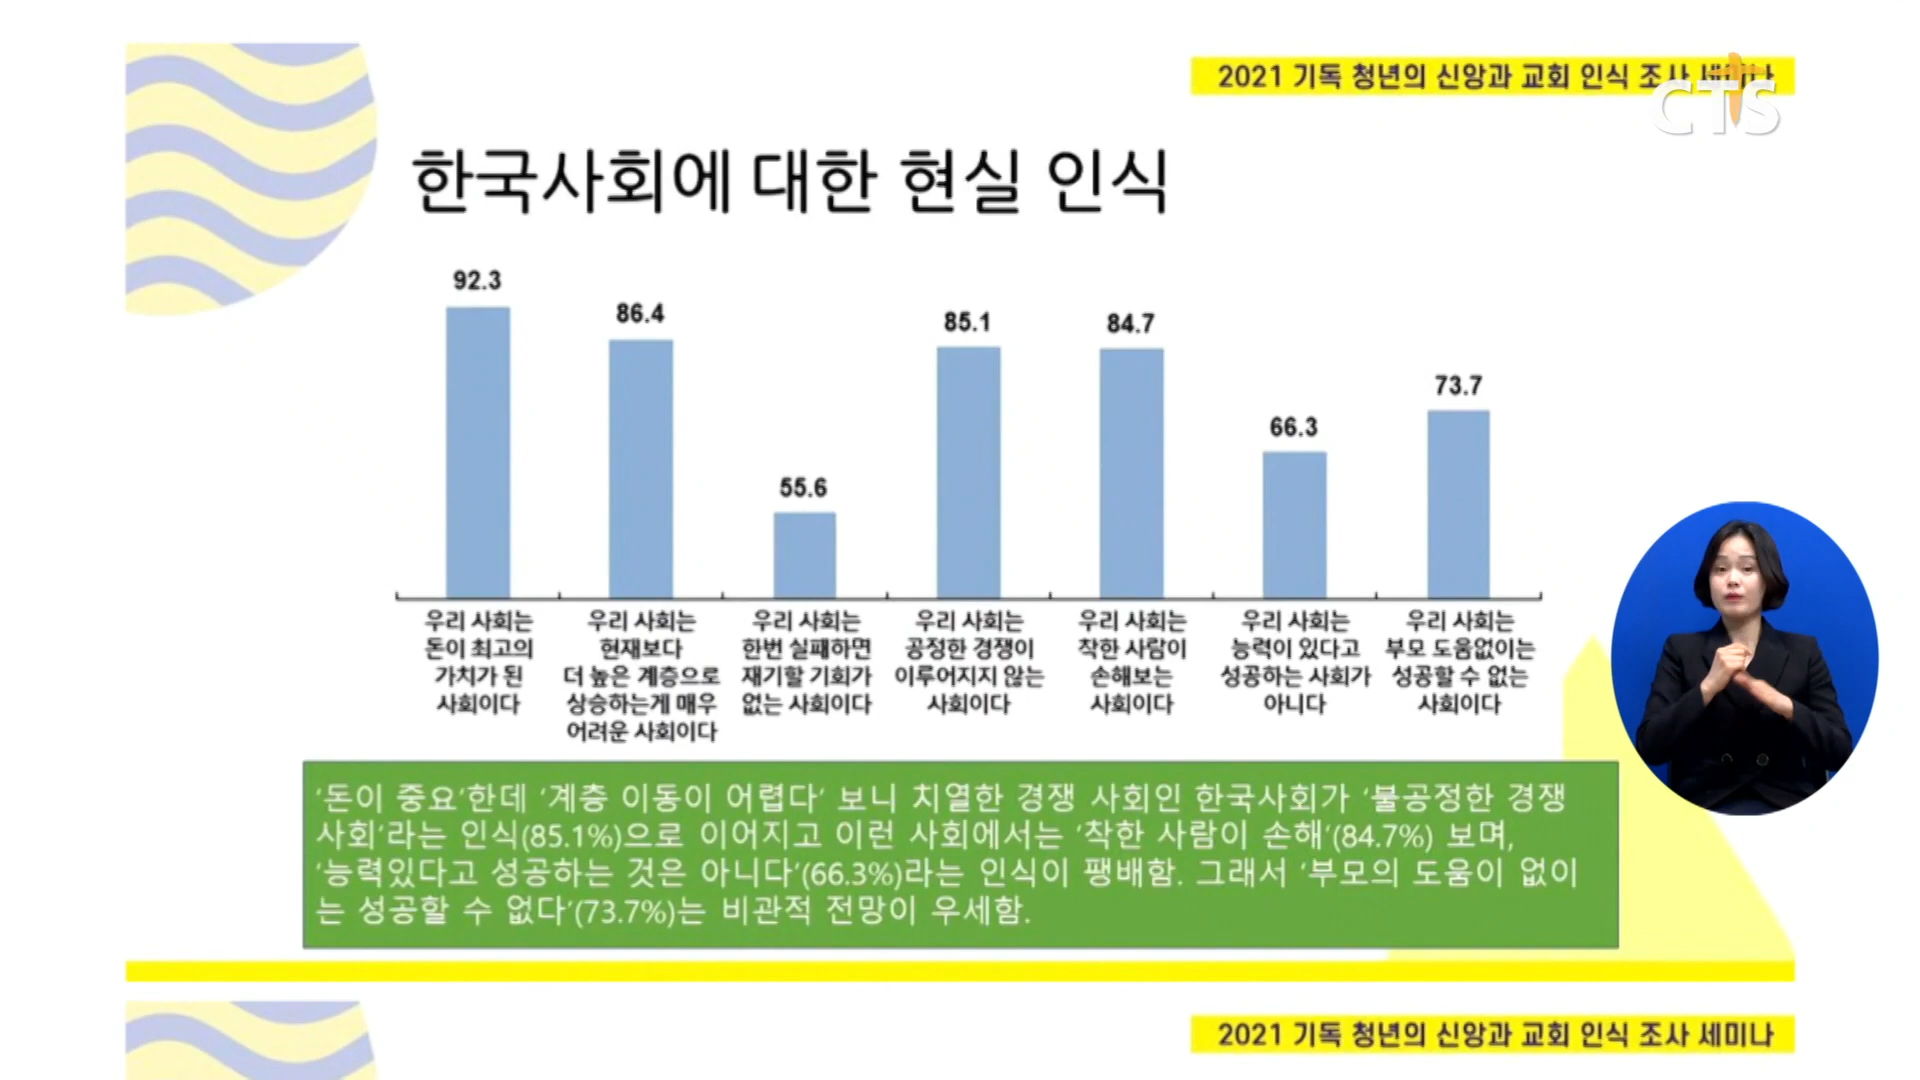 2021 기독 청년의 신앙과 교회 인식 조사 세미나
CTS
한국사회에 대한 현실 인식
92.3
86.4
55.6
85.1
84.7
66.3
73.7
우리 사회는
돈이 최고의
가치가 된
사회이다
우리 사회는
현재보다
더 높은 계층으로
상승하는게 매우
어려운 사회이다
우리 사회는
한번 실패하면
재기할 기회가
없는 사회이다
우리 사회는
공정한 경쟁이
이루어지지 않는
사회이다
우리 사회는
착한 사람이
손해보는
사회이다
우리 사회는
능력이 있다고
성공하는 사회가
아니다
우리 사회는
부모 도움없이는
성공할 수 없는
사회이다
‘돈이 중요’한데 ‘계층 이동이 어렵다’ 보니 치열한 경쟁 사회인 한국사회가 ‘불공정한 경쟁
사회’라는 인식(85.1%)으로 이어지고 이런 사회에서는 ‘착한 사람이 손해’(84.7%) 보며,
‘능력있다고 성공하는 것은 아니다’(66.3%)라는 인식이 팽배함. 그래서 ‘부모의 도움이 없이
는 성공할 수 없다’(73.7%)는 비관적 전망이 우세함.
2021 기독 청년의 신앙과 교회 인식 조사 세미나